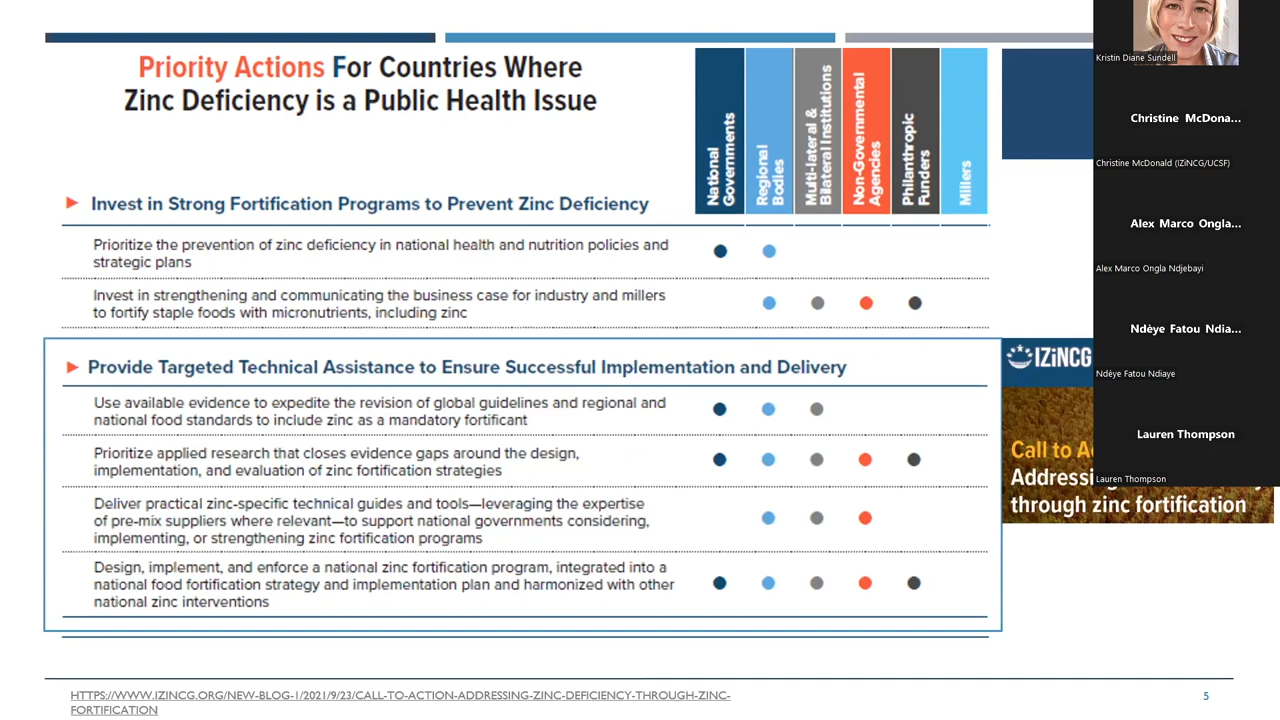 Priority Actions For Countries Where
Zinc Deficiency is a Public Health Issue
National
Governments
Regional
Bodies
Multi-lateral &
Bilateral Institutions
Non-Governmental
Agencies
Philanthropic
Funders
Millers
Invest in Strong Fortification Programs to Prevent Zinc Deficiency
Prioritize the prevention of zinc deficiency in national health and nutrition policies and
strategic plans
Invest in strengthening and communicating the business case for industry and millers
to fortify staple foods with micronutrients, including zinc
Provide Targeted Technical Assistance to Ensure Successful Implementation and Delivery
Use available evidence to expedite the revision of global guidelines and regional and
national food standards to include zinc as a mandatory fortificant
Prioritize applied research that closes evidence gaps around the design,
implementation, and evaluation of zinc fortification strategies
Deliver practical zinc-specific technical guides and tools—leveraging the expertise
of pre-mix suppliers where relevant—to support national governments considering,
implementing, or strengthening zinc fortification programs
Design, implement, and enforce a national zinc fortification program, integrated into a
national food fortification strategy and implementation plan and harmonized with other
national zinc interventions
HTTPS://WWW.IZINCG.ORG/NEW-BLOG-1/2021/9/23/CALL-TO-ACTION-ADDRESSING-ZINC-DEFICIENCY-THROUGH-ZINC-
FORTIFICATION
5
IZiNCG
Call to
through zinc fortification
Kristin Diane Sundell
Christine McDona...
Christine McDonald (IZiNCG/UCSF)
Alex Marco Ongla...
Alex Marco Ongla Ndjebayi
Ndèye Fatou Ndia...
Ndèye Fatou Ndiaye
Lauren Thompson
Lauren Thompson